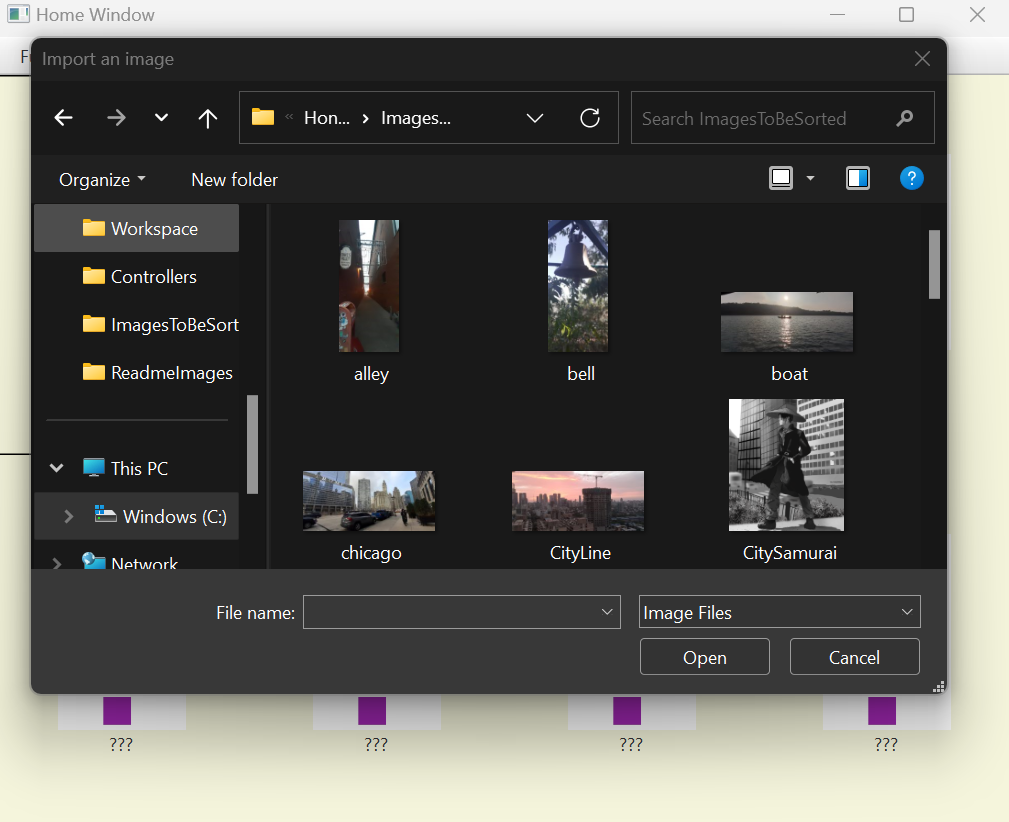 Home Window
Import an image
« Hon... › Images...
Search ImagesToBeSorted
Organize
New folder
?
Workspace
Controllers
ImagesToBeSort
ReadmeImages
This PC
Windows (C:)
Network
alley
bell
boat
chicago
CityLine
CitySamurai
File name:
Image Files
Open
Cancel
??? ??? ??? ???